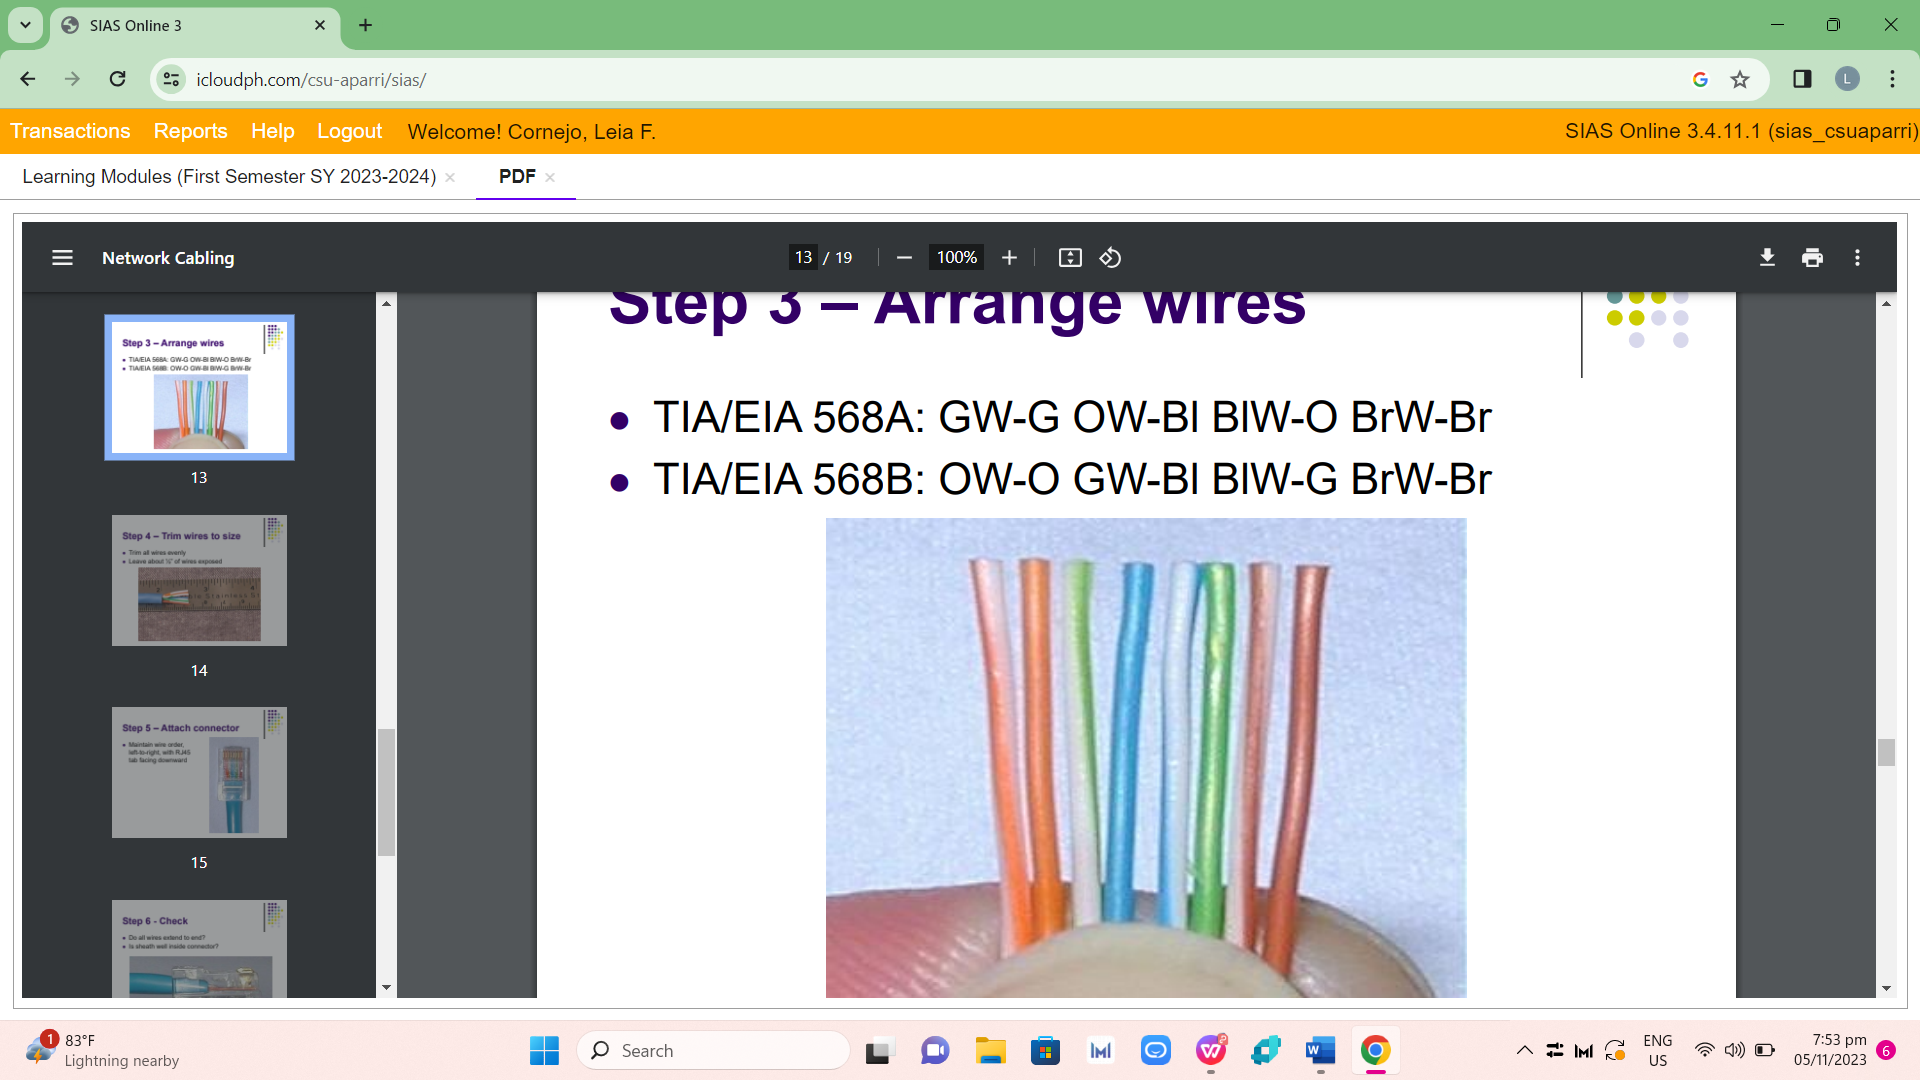 SIAS Online 3
icloudph.com/csu-aparri/sias/
L
Transactions Reports Help Logout Welcome! Cornejo, Leia F.
SIAS Online 3.4.11.1 (sias_csuaparri)
Learning Modules (First Semester SY 2023-2024)
PDF
Network Cabling
13 / 19
100%
Step 3 – Arrange wires
TIA/EIA 568A: GW-G OW-Bl BlW-O BrW-Br
TIA/EIA 568B: OW-O GW-Bl BlW-G BrW-Br
Step 3 – Arrange wires
TIA/EIA 568A: GW-G OW-Bl BlW-O BrW-Br
TIA/EIA 568B: OW-O GW-Bl BlW-G BrW-Br
13
Step 4 – Trim wires to size
Trim all wires evenly
Leave about ½" of wires exposed
14
Step 5 – Attach connector
Maintain wire order,
left-to-right, with RJ45
tab facing downward
15
Step 6 - Check
Do all wires extend to end?
Is sheath well inside connector?
1
83°F
Lightning nearby
Search
W
W
ENG
US
7:53 pm
05/11/2023
6